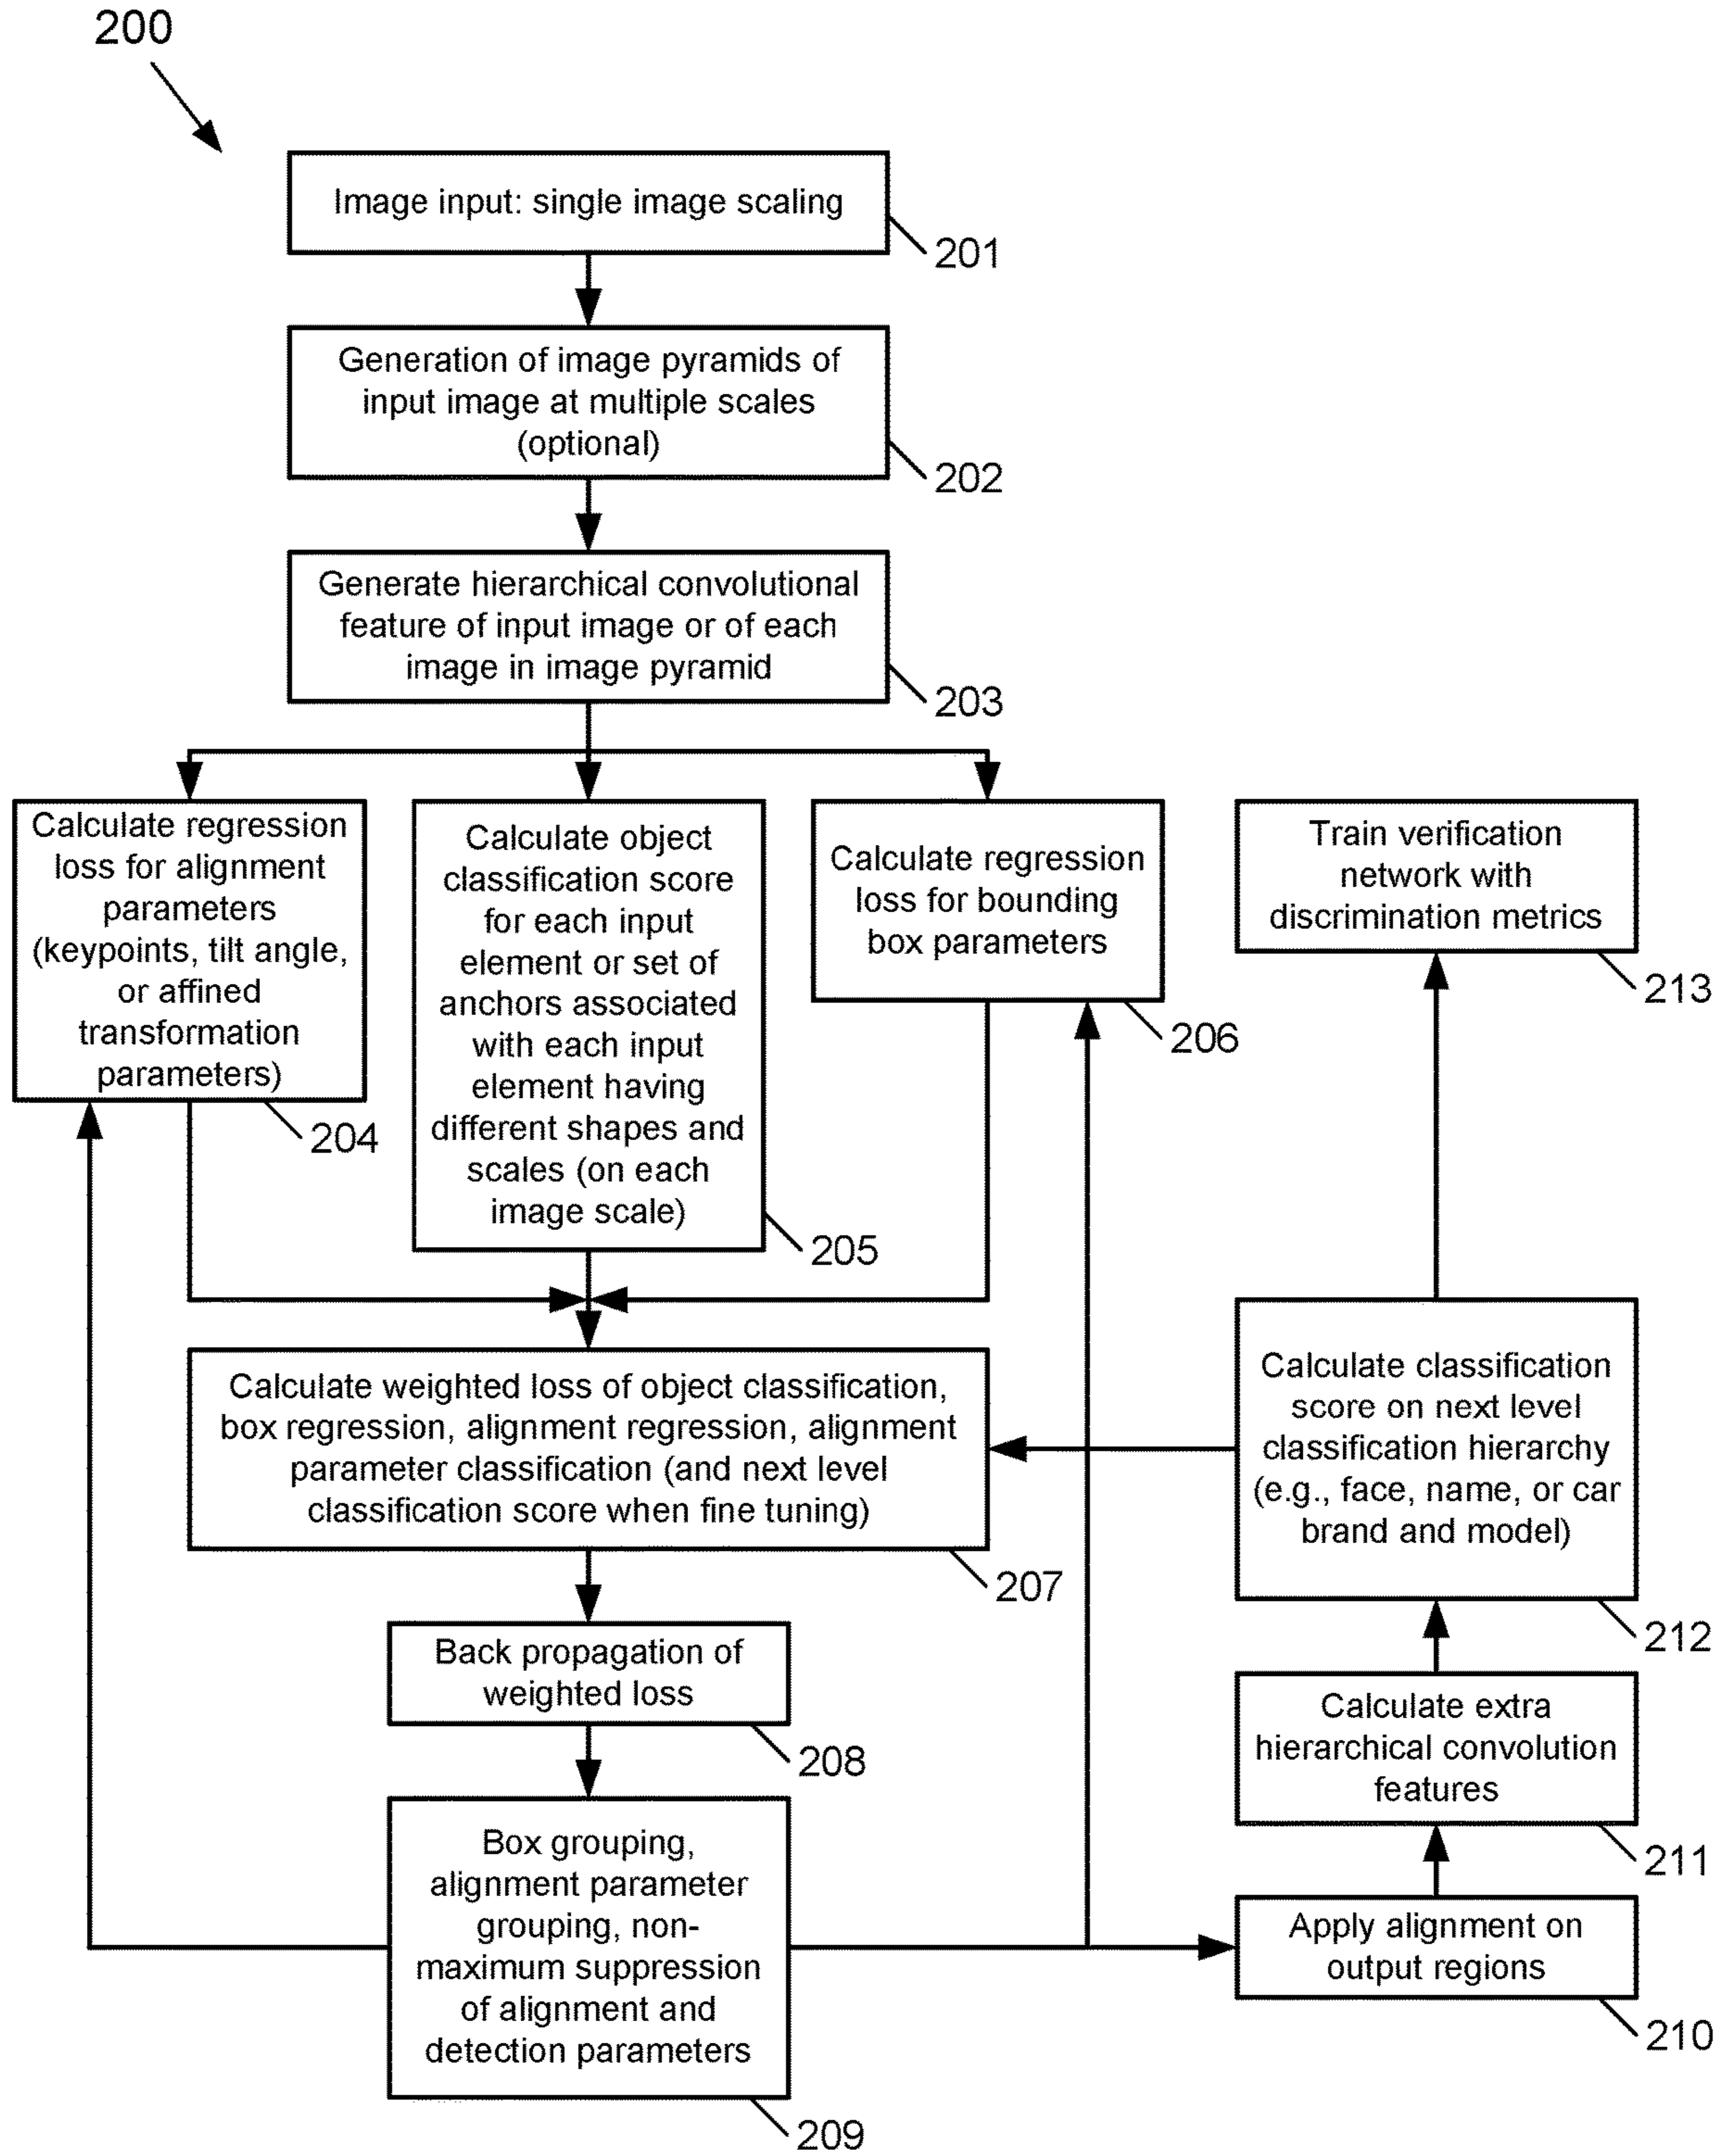 200
Image input: single image scaling
201
Generation of image pyramids of
input image at multiple scales
(optional)
202
Generate hierarchical convolutional
feature of input image or of each
image in image pyramid
203
Calculate regression
loss for alignment
parameters
(keypoints, tilt angle,
or affined
transformation
parameters)
204
Calculate object
classification score
for each input
element or set of
anchors associated
with each input
element having
different shapes and
scales (on each
image scale)
205
Calculate regression
loss for bounding
box parameters
206
Train verification
network with
discrimination metrics
213
Calculate weighted loss of object classification,
box regression, alignment regression, alignment
parameter classification (and next level
classification score when fine tuning)
207
Calculate classification
score on next level
classification hierarchy
(e.g., face, name, or car
brand and model)
212
Back propagation of
weighted loss
208
Calculate extra
hierarchical convolution
features
211
Box grouping,
alignment parameter
grouping, non-
maximum suppression
of alignment and
detection parameters
209
Apply alignment on
output regions
210